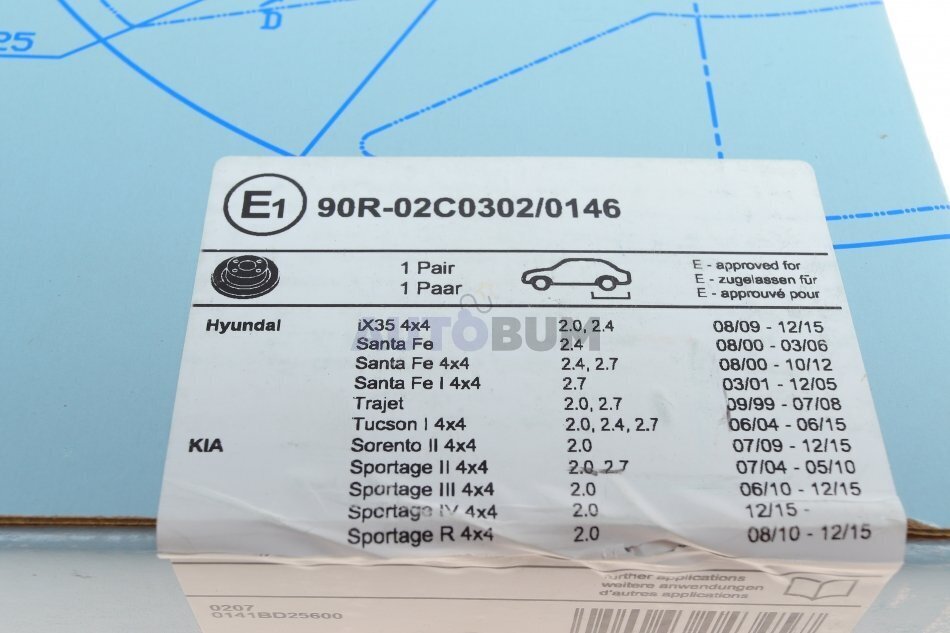 25
D
E1 90R-02C0302/0146
1 Pair
1 Paar
E - approved for
E - zugelassen für
E - approuvé pour
AUTOBUM
Hyundai iX35 4x4 2.0, 2.4 08/09 - 12/15
Santa Fe 2.4 08/00 - 03/06
Santa Fe 4x4 2.4, 2.7 08/00 - 10/12
Santa Fe I 4x4 2.7 03/01 - 12/05
Trajet 2.0, 2.7 09/99 - 07/08
Tucson I 4x4 2.0, 2.4, 2.7 06/04 - 06/15
KIA Sorento II 4x4 2.0 07/09 - 12/15
Sportage II 4x4 2.0, 2.7 07/04 - 05/10
Sportage III 4x4 2.0 06/10 - 12/15
Sportage IV 4x4 2.0 12/15 -
Sportage R 4x4 2.0 08/10 - 12/15
further applications
weitere anwendungen
d'autres applications
0207
0141BD25600